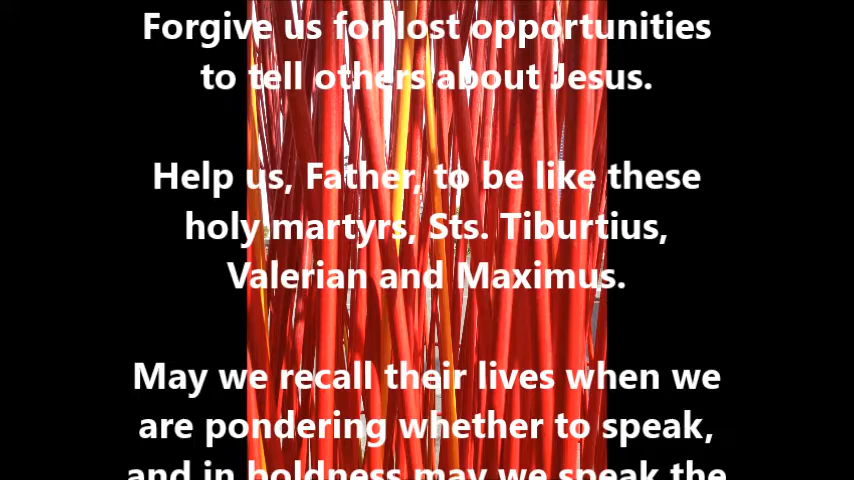 Forgive us for lost opportunities
to tell others about Jesus.
Help us, Father, to be like these
holy martyrs, Sts. Tiburtius,
Valerian and Maximus.
May we recall their lives when we
are pondering whether to speak,
and in boldness may we speak the